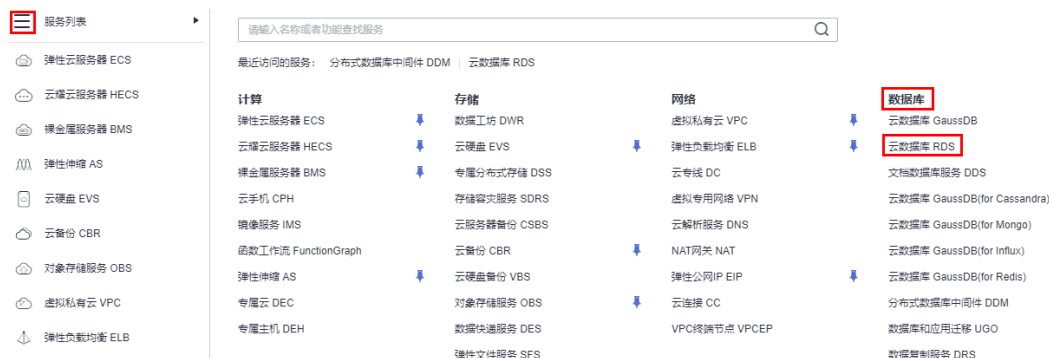 服务列表
弹性云服务器 ECS
云耀云服务器 HECS
裸金属服务器 BMS
弹性伸缩 AS
云硬盘 EVS
云备份 CBR
对象存储服务 OBS
虚拟私有云 VPC
弹性负载均衡 ELB
请输入名称或者功能查找服务
最近访问的服务： 分布式数据库中间件 DDM | 云数据库 RDS
计算
弹性云服务器 ECS
云耀云服务器 HECS
裸金属服务器 BMS
云手机 CPH
镜像服务 IMS
函数工作流 FunctionGraph
弹性伸缩 AS
专属云 DEC
专属主机 DEH
存储
数据工坊 DWR
云硬盘 EVS
专属分布式存储 DSS
存储容灾服务 SDRS
云服务器备份 CSBS
云备份 CBR
云硬盘备份 VBS
对象存储服务 OBS
数据快递服务 DES
弹性文件服务 SFS
网络
虚拟私有云 VPC
弹性负载均衡 ELB
云专线 DC
虚拟专用网络 VPN
云解析服务 DNS
NAT网关 NAT
弹性公网IP EIP
云连接 CC
VPC终端节点 VPCEP
数据库
云数据库 GaussDB
云数据库 RDS
文档数据库服务 DDS
云数据库 GaussDB(for Cassandra)
云数据库 GaussDB(for Mongo)
云数据库 GaussDB(for Influx)
云数据库 GaussDB(for Redis)
分布式数据库中间件 DDM
数据库和应用迁移 UGO
数据复制服务 DRS